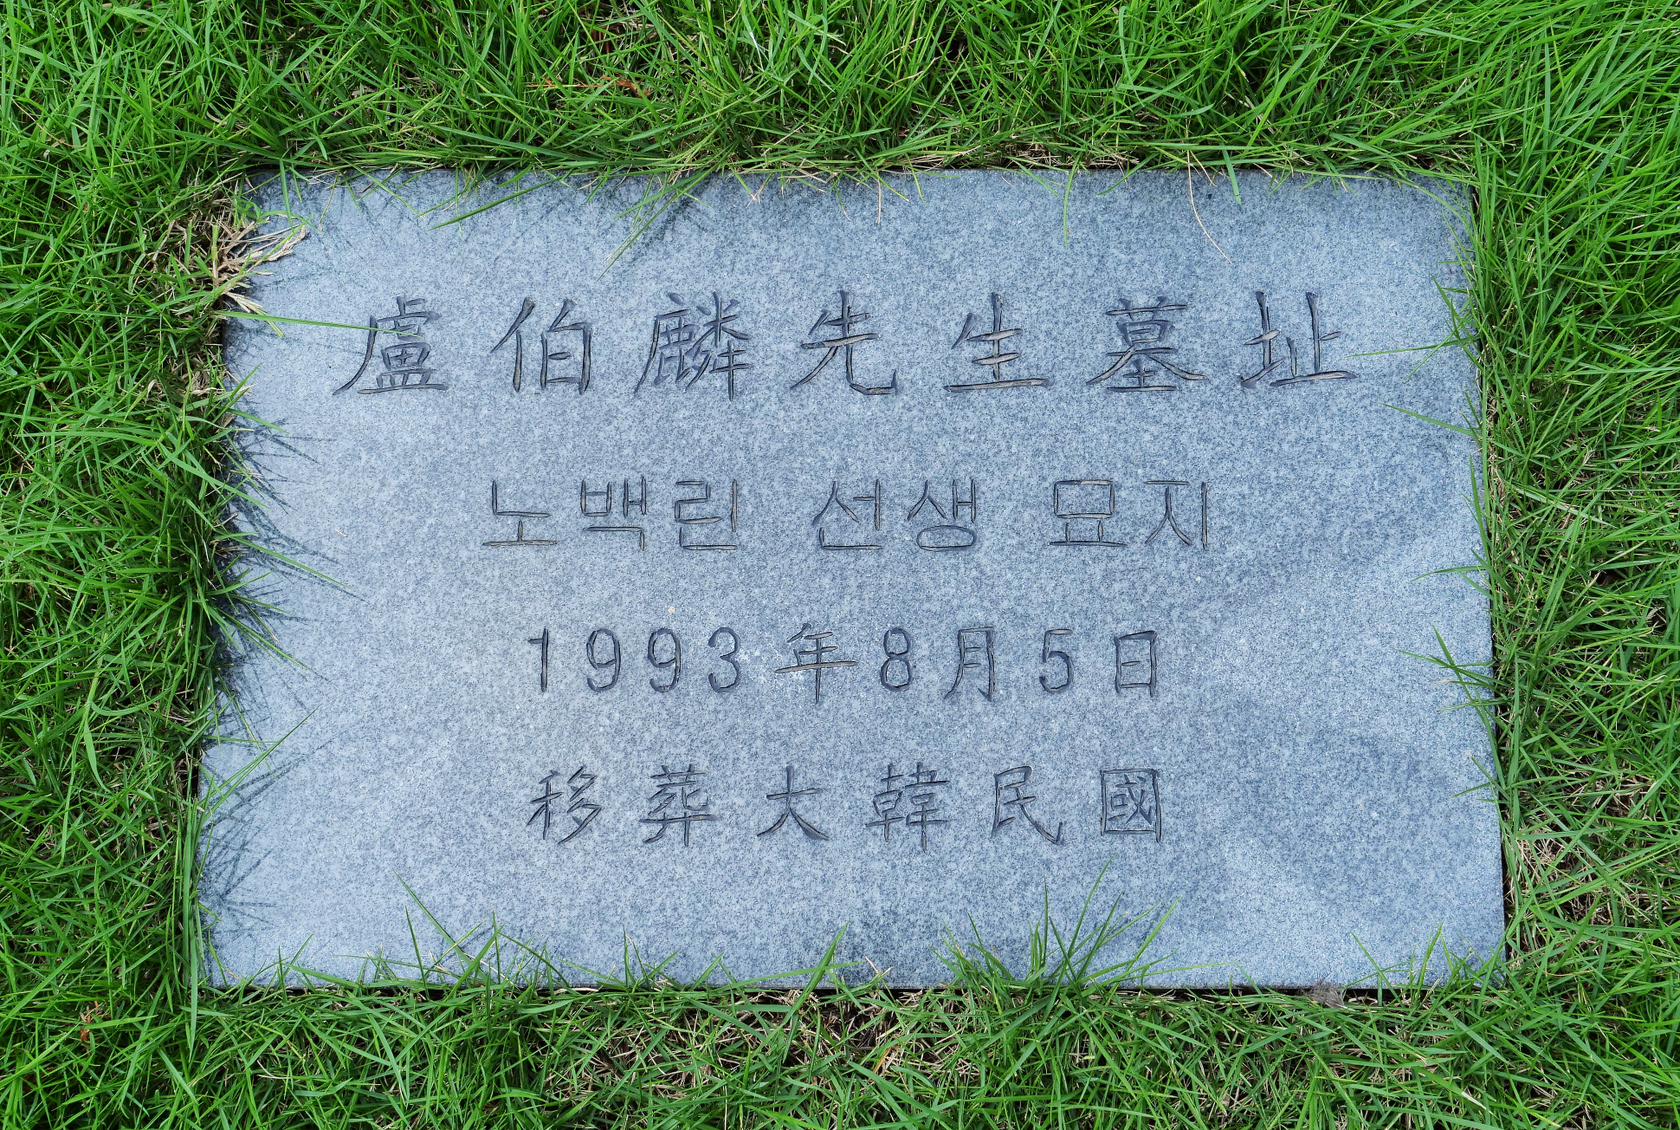 盧伯麟先生墓址
노백린 선생 묘지
1993年8月5日
移葬大韓民國